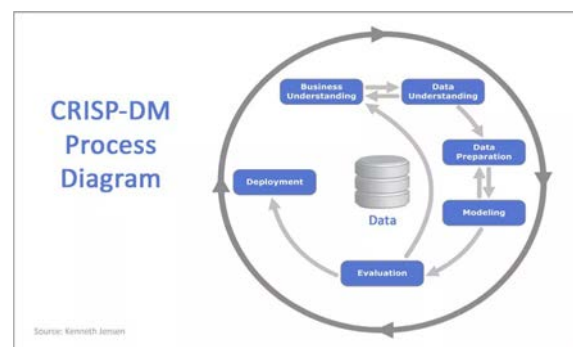 CRISP-DM
Process
Diagram
Business
Understanding
Data
Understanding
Data
Preparation
Modeling
Evaluation
Deployment
Data
Source: Kenneth Jensen